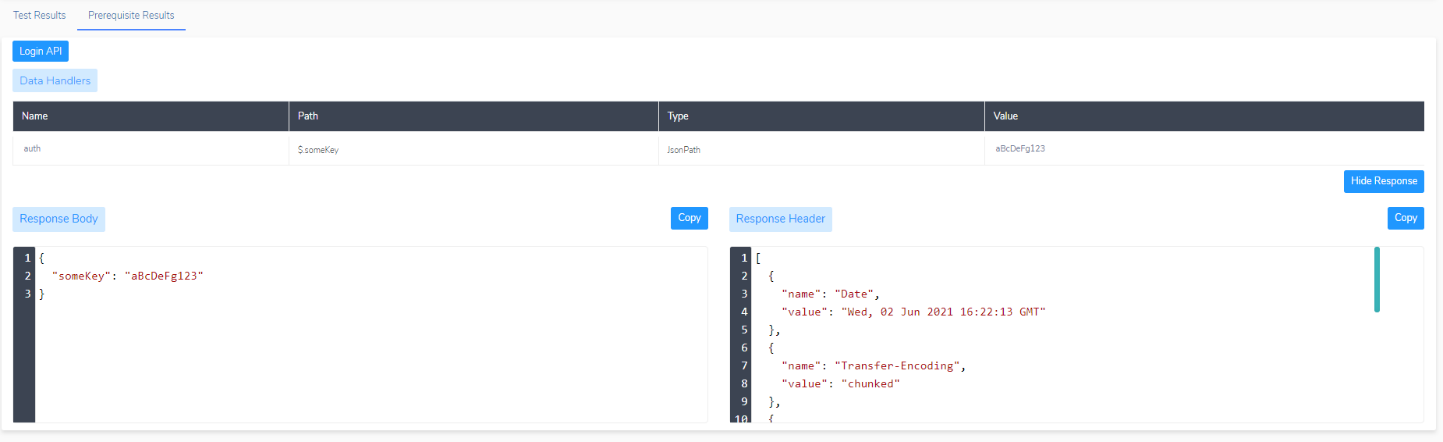 Test Results Prerequisite Results
Login API
Data Handlers
Name Path Type Value
auth $.someKey JsonPath aBcDeFg123
Hide Response
Response Body Copy Response Header Copy
1 {
2 "someKey": "aBcDeFg123"
3 }
1 [
2 {
3 "name": "Date",
4 "value": "Wed, 02 Jun 2021 16:22:13 GMT"
5 },
6 {
7 "name": "Transfer-Encoding",
8 "value": "chunked"
9 },
10 {